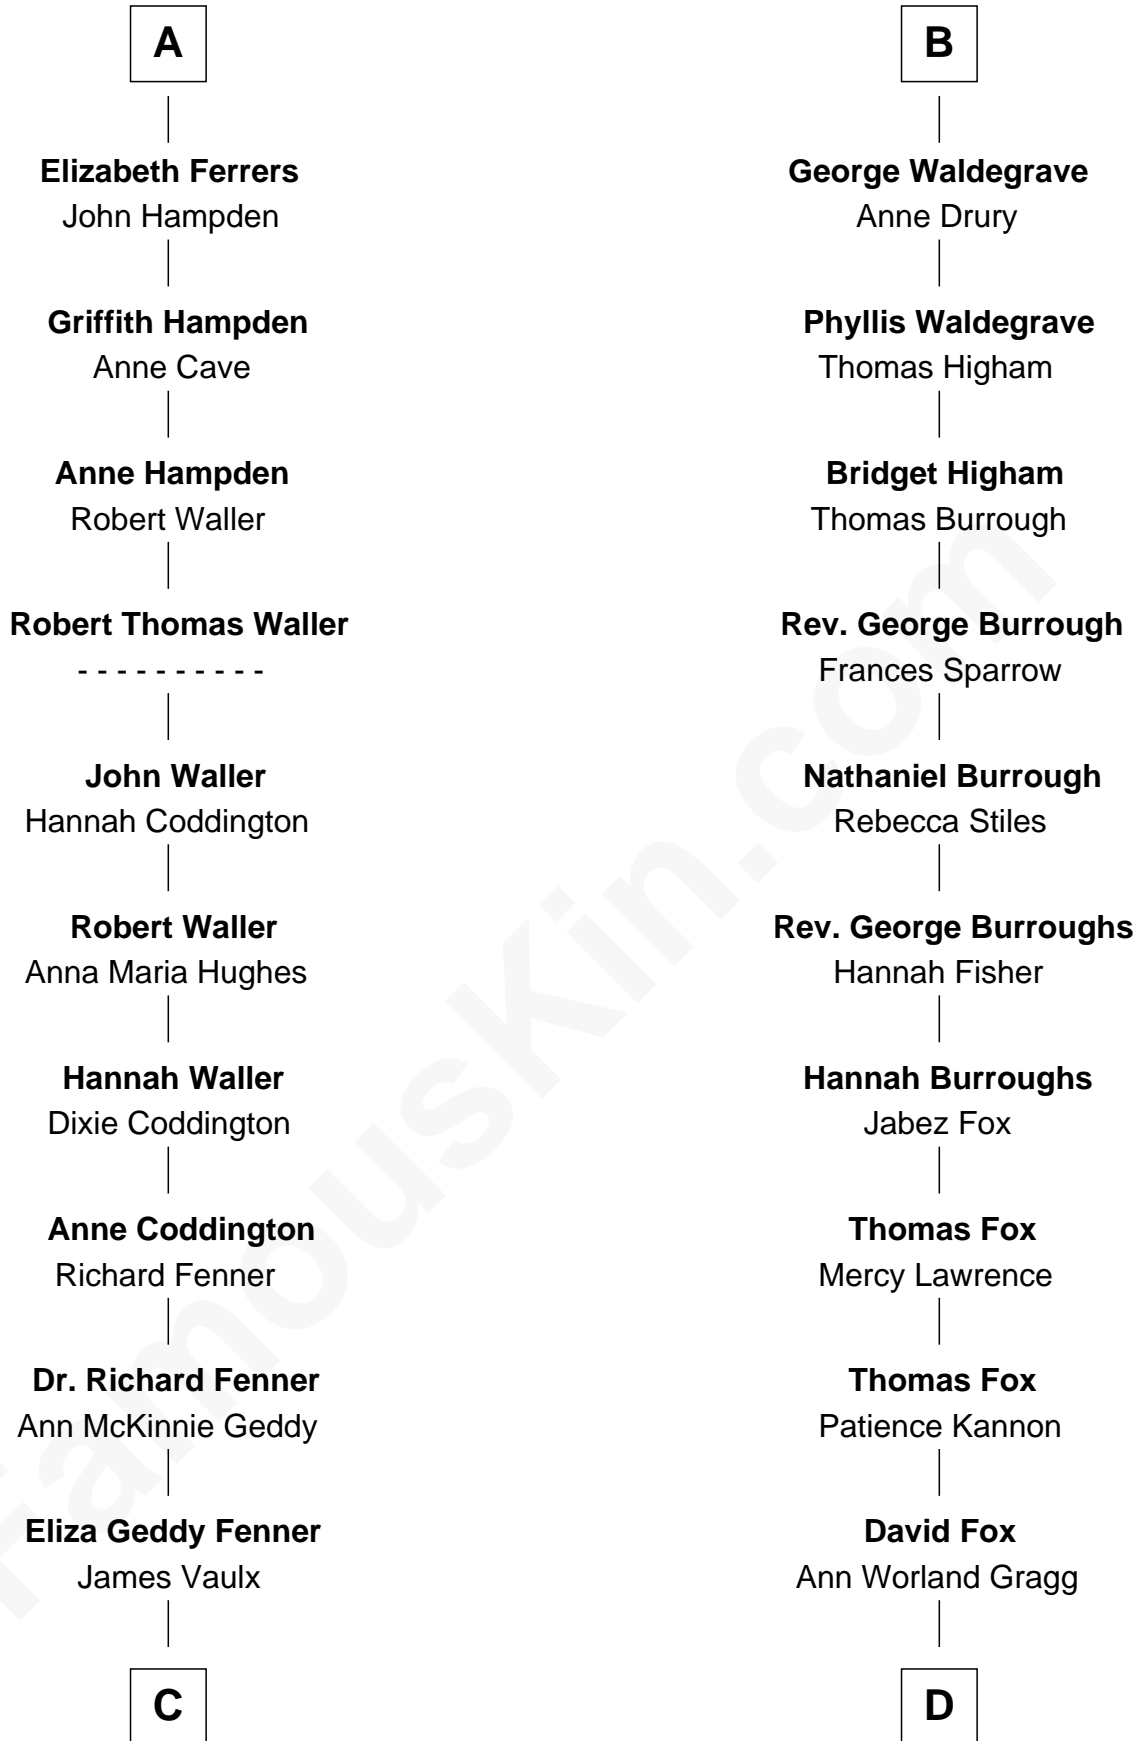 A
Elizabeth Ferrers
John Hampden
Griffith Hampden
Anne Cave
Anne Hampden
Robert Waller
Robert Thomas Waller
- - - - - - - - - -
John Waller
Hannah Coddington
Robert Waller
Anna Maria Hughes
Hannah Waller
Dixie Coddington
Anne Coddington
Richard Fenner
Dr. Richard Fenner
Ann McKinnie Geddy
Eliza Geddy Fenner
James Vaulx
C
B
George Waldegrave
Anne Drury
Phyllis Waldegrave
Thomas Higham
Bridget Higham
Thomas Burrough
Rev. George Burrough
Frances Sparrow
Nathaniel Burrough
Rebecca Stiles
Rev. George Burroughs
Hannah Fisher
Hannah Burroughs
Jabez Fox
Thomas Fox
Mercy Lawrence
Thomas Fox
Patience Kannon
David Fox
Ann Worland Gragg
D
FamousKin.com